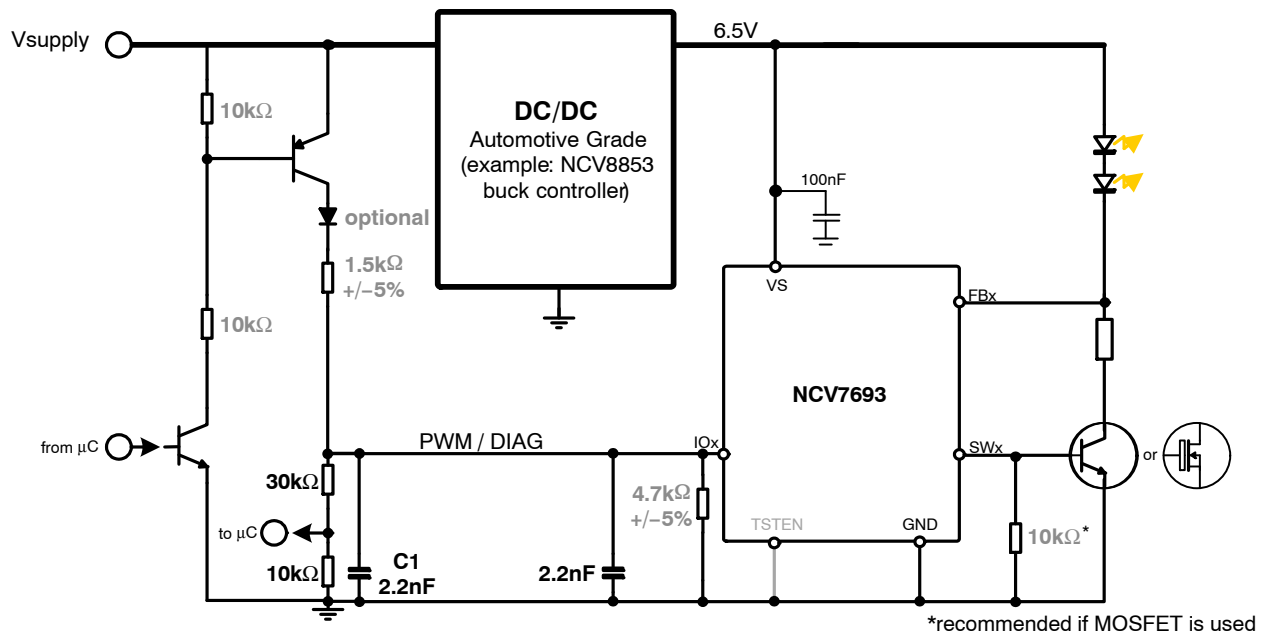 Vsupply
6.5V
10kΩ
DC/DC
Automotive Grade
(example: NCV8853
buck controller)
100nF
optional
1.5kΩ
+/−5%
VS
FBx
10kΩ
NCV7693
from µC
PWM / DIAG
IOx
SWx
or
30kΩ
4.7kΩ
+/−5%
TSTEN
GND
to µC
10kΩ*
10kΩ
C1
2.2nF
2.2nF
*recommended if MOSFET is used